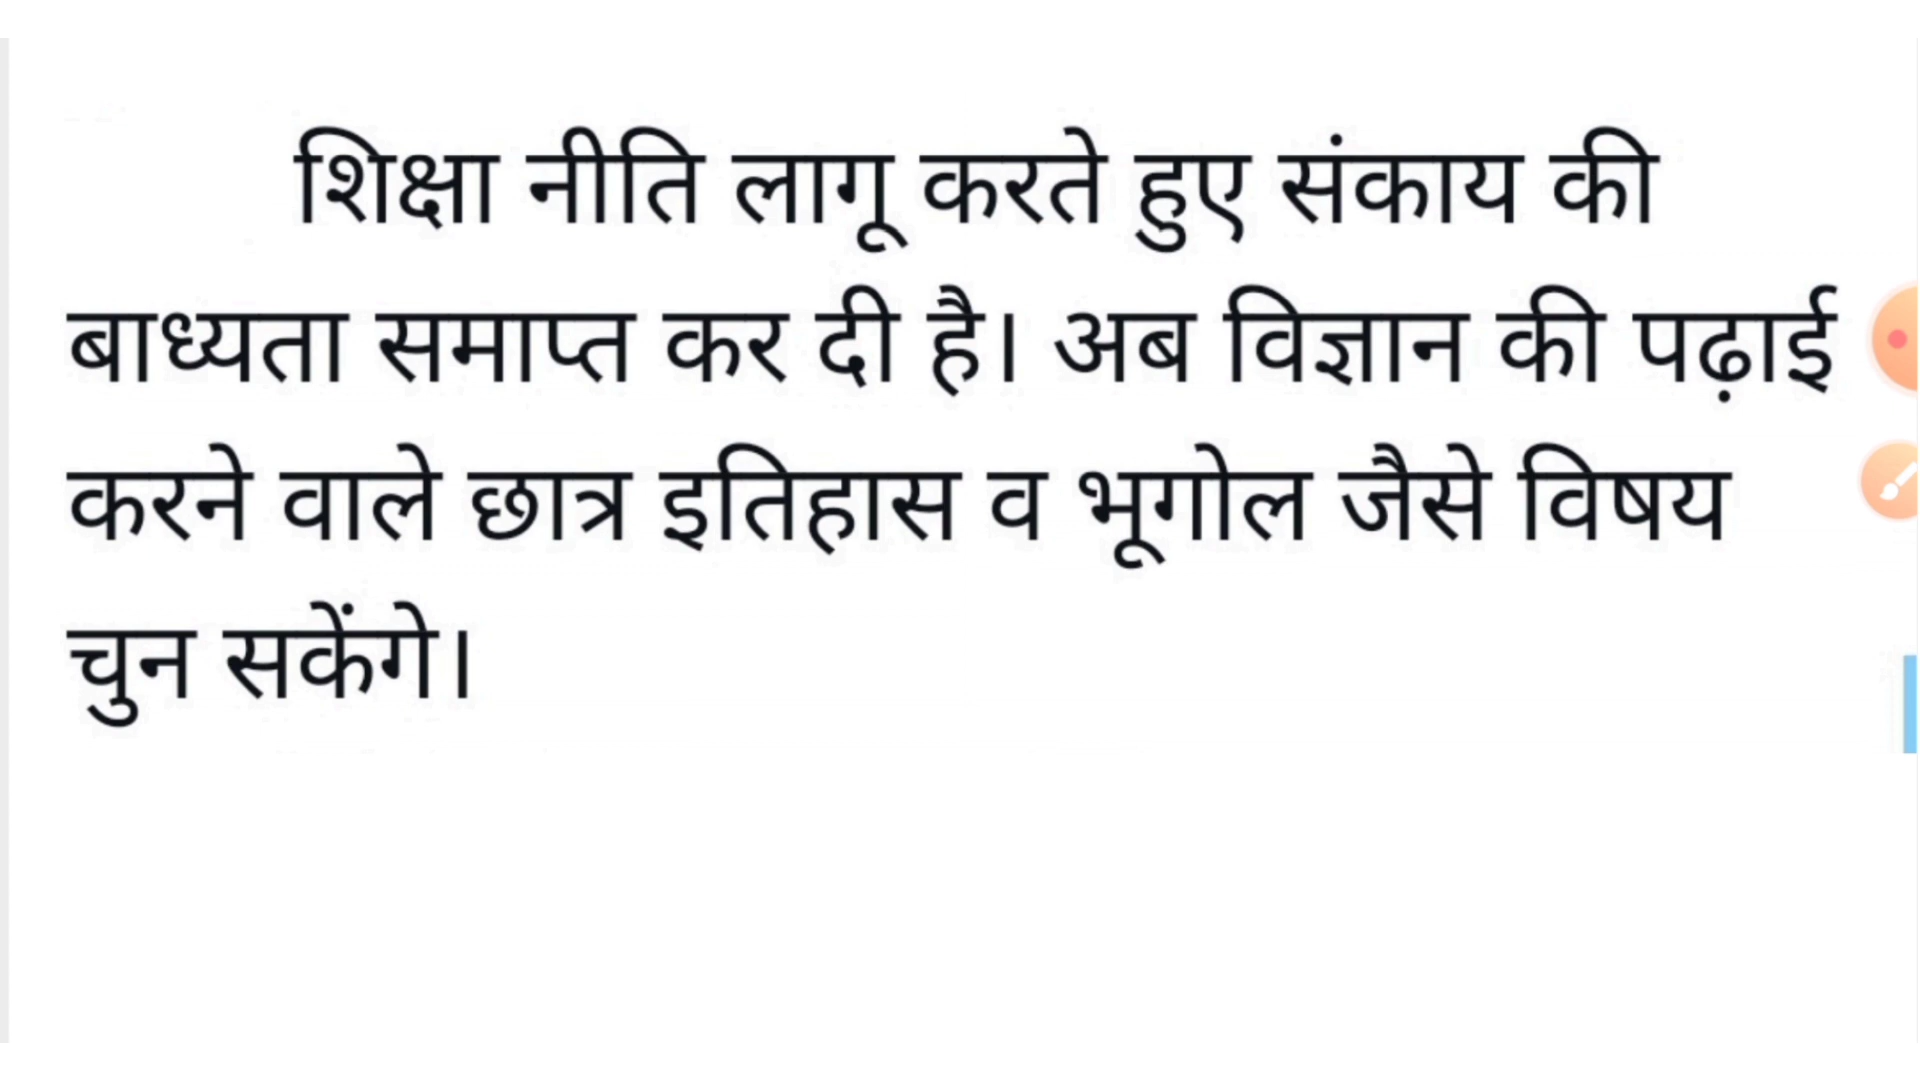 शिक्षा नीति लागू करते हुए संकाय की
बाध्यता समाप्त कर दी है। अब विज्ञान की पढ़ाई
करने वाले छात्र इतिहास व भूगोल जैसे विषय
चुन सकेंगे।